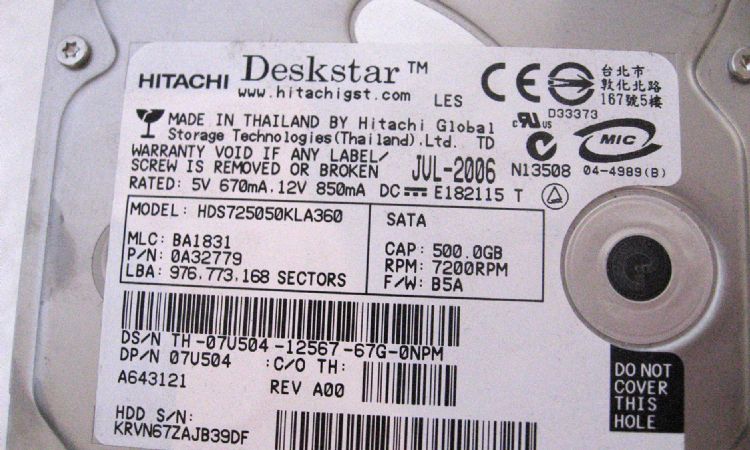 HITACHI Deskstar™
www.hitachigst.com LES
台北市
敦化北路
167號5樓
MADE IN THAILAND BY Hitachi Global
Storage Technologies(Thailand).Ltd. TD
c RU US D33373
WARRANTY VOID IF ANY LABEL/
SCREW IS REMOVED OR BROKEN
JUL-2006
N13508
MIC
04-4989(B)
RATED: 5V 670mA.12V 850mA DC E182115 T
MODEL: HDS725050KLA360
MLC: BA1831
P/N: 0A32779
LBA: 976,773,168 SECTORS
SATA
CAP: 500.0GB
RPM: 7200RPM
F/W: B5A
DS/N TH-07U504-12567-67G-0NPM
DP/N 07U504 :C/O TH:
A643121 REV A00
HDD S/N:
KRVN67ZAJB39DF
DO NOT
COVER
THIS
HOLE